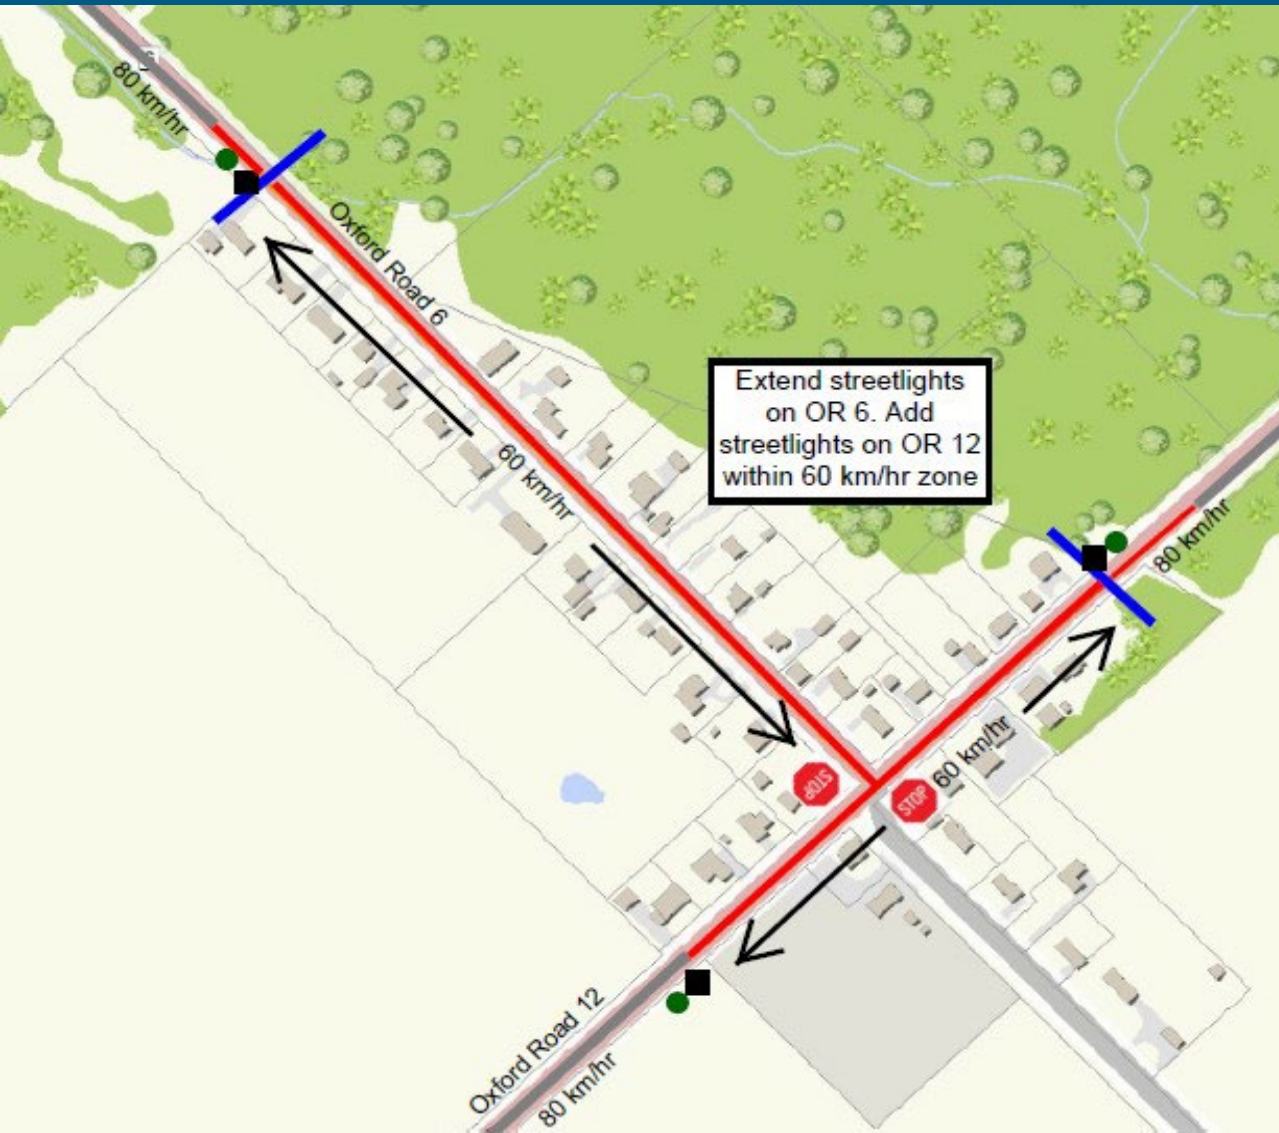 80 km/hr
Oxford Road 6
60 km/hr
Extend streetlights
on OR 6. Add
streetlights on OR 12
within 60 km/hr zone
80 km/hr
60 km/hr
STOP
STOP
Oxford Road 12
80 km/hr